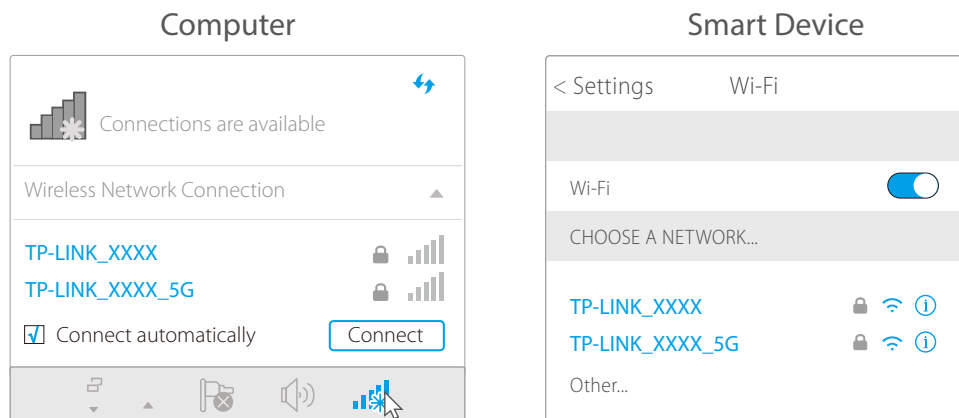 Computer
Connections are available
Wireless Network Connection
TP-LINK_XXXX
TP-LINK_XXXX_5G
Connect automatically
Connect
Smart Device
< Settings
Wi-Fi
Wi-Fi
CHOOSE A NETWORK...
TP-LINK_XXXX
TP-LINK_XXXX_5G
Other...